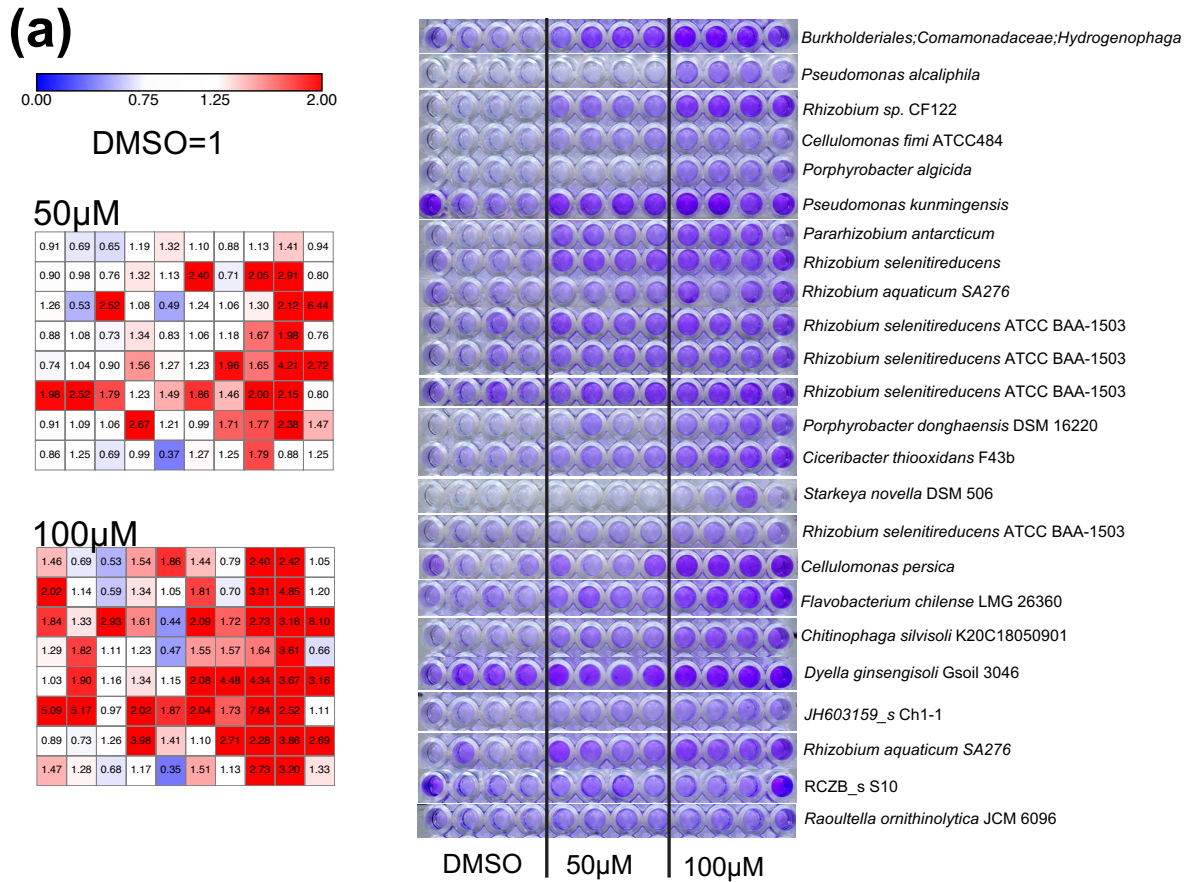 (a)
0.00 0.75 1.25 2.00
DMSO=1
50µM
0.91 0.69 0.65 1.19 1.32 1.10 0.88 1.13 1.41 0.94
0.90 0.98 0.76 1.32 1.13 2.40 0.71 2.05 2.91 0.80
1.26 0.53 2.52 1.08 0.49 1.24 1.06 1.30 2.12 6.44
0.88 1.08 0.73 1.34 0.83 1.06 1.18 1.67 1.98 0.76
0.74 1.04 0.90 1.56 1.27 1.23 1.96 1.65 4.21 2.72
1.98 2.52 1.79 1.23 1.49 1.86 1.46 2.00 2.15 0.80
0.91 1.09 1.06 2.67 1.21 0.99 1.71 1.77 2.38 1.47
0.86 1.25 0.69 0.99 0.37 1.27 1.25 1.79 0.88 1.25
100µM
1.46 0.69 0.53 1.54 1.86 1.44 0.79 2.40 2.42 1.05
2.02 1.14 0.59 1.34 1.05 1.81 0.70 3.31 4.85 1.20
1.84 1.33 2.93 1.61 0.44 2.09 1.72 2.73 3.18 8.10
1.29 1.82 1.11 1.23 0.47 1.55 1.57 1.64 3.61 0.66
1.03 1.90 1.16 1.34 1.15 2.08 4.48 4.34 3.67 3.16
5.09 5.17 0.97 2.02 1.87 2.04 1.73 7.84 2.52 1.11
0.89 0.73 1.26 3.98 1.41 1.10 2.71 2.28 3.86 2.69
1.47 1.28 0.68 1.17 0.35 1.51 1.13 2.73 3.20 1.33
Burkholderiales;Comamonadaceae;Hydrogenophaga
Pseudomonas alcaliphila
Rhizobium sp. CF122
Cellulomonas fimi ATCC484
Porphyrobacter algicida
Pseudomonas kunmingensis
Pararhizobium antarcticum
Rhizobium selenitireducens
Rhizobium aquaticum SA276
Rhizobium selenitireducens ATCC BAA-1503
Rhizobium selenitireducens ATCC BAA-1503
Rhizobium selenitireducens ATCC BAA-1503
Porphyrobacter donghaensis DSM 16220
Ciceribacter thiooxidans F43b
Starkeya novella DSM 506
Rhizobium selenitireducens ATCC BAA-1503
Cellulomonas persica
Flavobacterium chilense LMG 26360
Chitinophaga silvisoli K20C18050901
Dyella ginsengisoli Gsoil 3046
JH603159_s Ch1-1
Rhizobium aquaticum SA276
RCZB_s S10
Raoultella ornithinolytica JCM 6096
DMSO 50µM 100µM